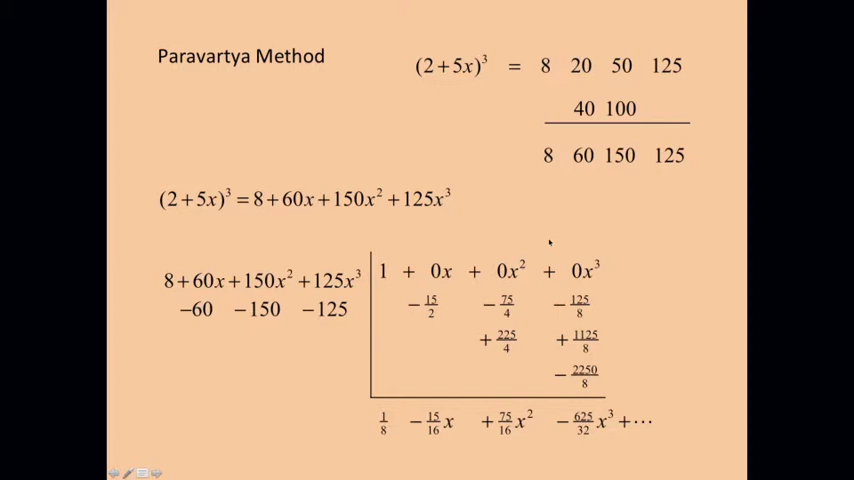 Paravartya Method
(2+5x)³ = 8 20 50 125
40 100
8 60 150 125
(2+5x)³ = 8+60x+150x²+125x³
8+60x+150x²+125x³ 1 + 0x + 0x² + 0x³
−60 −150 −125 −15/2 −75/4 −125/8
+225/4 +1125/8
−2250/8
1/8 −15/16x +75/16x² −625/32x³+⋯